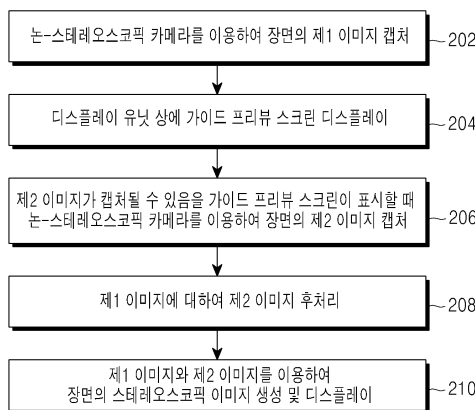 논-스테레오스코픽 카메라를 이용하여 장면의 제1 이미지 캡처
202
디스플레이 유닛 상에 가이드 프리뷰 스크린 디스플레이
204
제2 이미지가 캡처될 수 있음을 가이드 프리뷰 스크린이 표시할 때
논-스테레오스코픽 카메라를 이용하여 장면의 제2 이미지 캡처
206
제1 이미지에 대하여 제2 이미지 후처리
208
제1 이미지와 제2 이미지를 이용하여
장면의 스테레오스코픽 이미지 생성 및 디스플레이
210